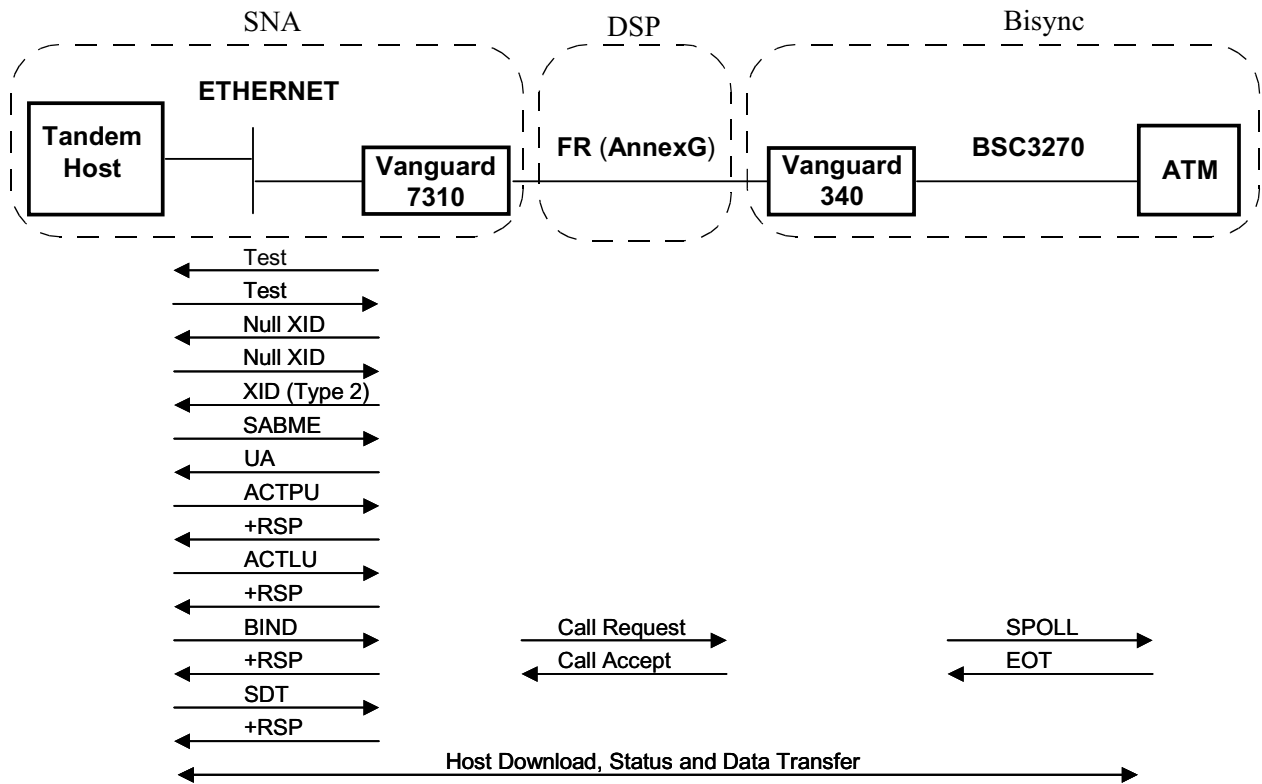 SNA DSP Bisync
ETHERNET
Tandem
Host
Vanguard
7310
FR (AnnexG)
Vanguard
340
BSC3270
ATM
Test
Test
Null XID
Null XID
XID (Type 2)
SABME
UA
ACTPU
+RSP
ACTLU
+RSP
BIND Call Request SPOLL
+RSP Call Accept EOT
SDT
+RSP
Host Download, Status and Data Transfer